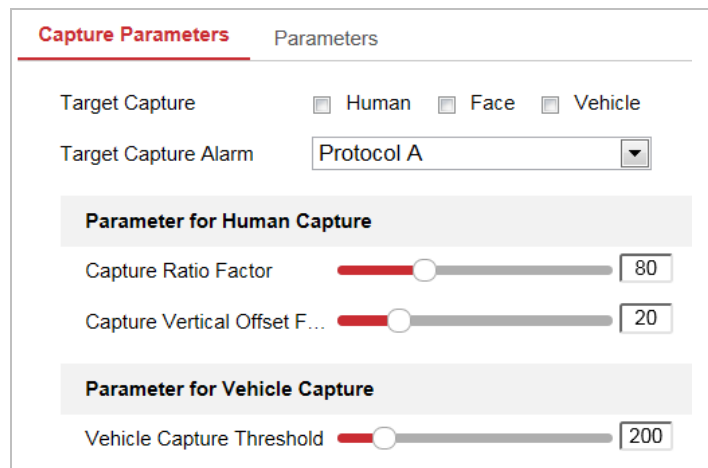 Capture Parameters Parameters
Target Capture Human Face Vehicle
Target Capture Alarm Protocol A
Parameter for Human Capture
Capture Ratio Factor 80
Capture Vertical Offset F... 20
Parameter for Vehicle Capture
Vehicle Capture Threshold 200